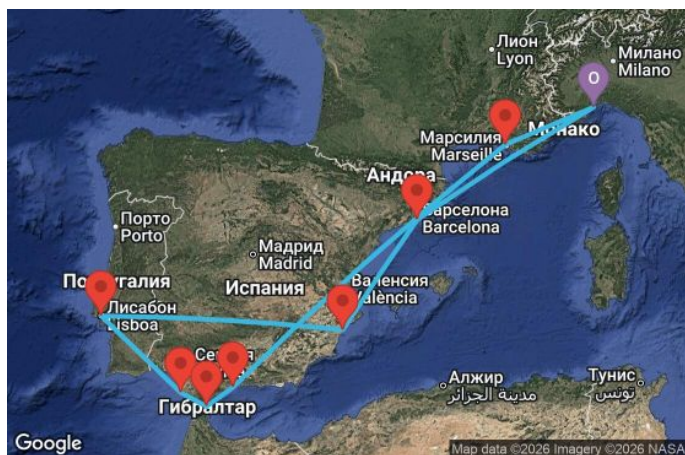 Лион
Lyon
Милано
Milano
O
Марсилия
Marseille
Монако
Андора
Барселона
Barcelona
Порто
Porto
Мадрид
Madrid
Валенсия
València
Испания
Лисабон
Lisboa
Гибралтар
Алжир
مدينة الجزائر
Тунис
تونس
Google
Map data ©2026 Imagery ©2026 NASA